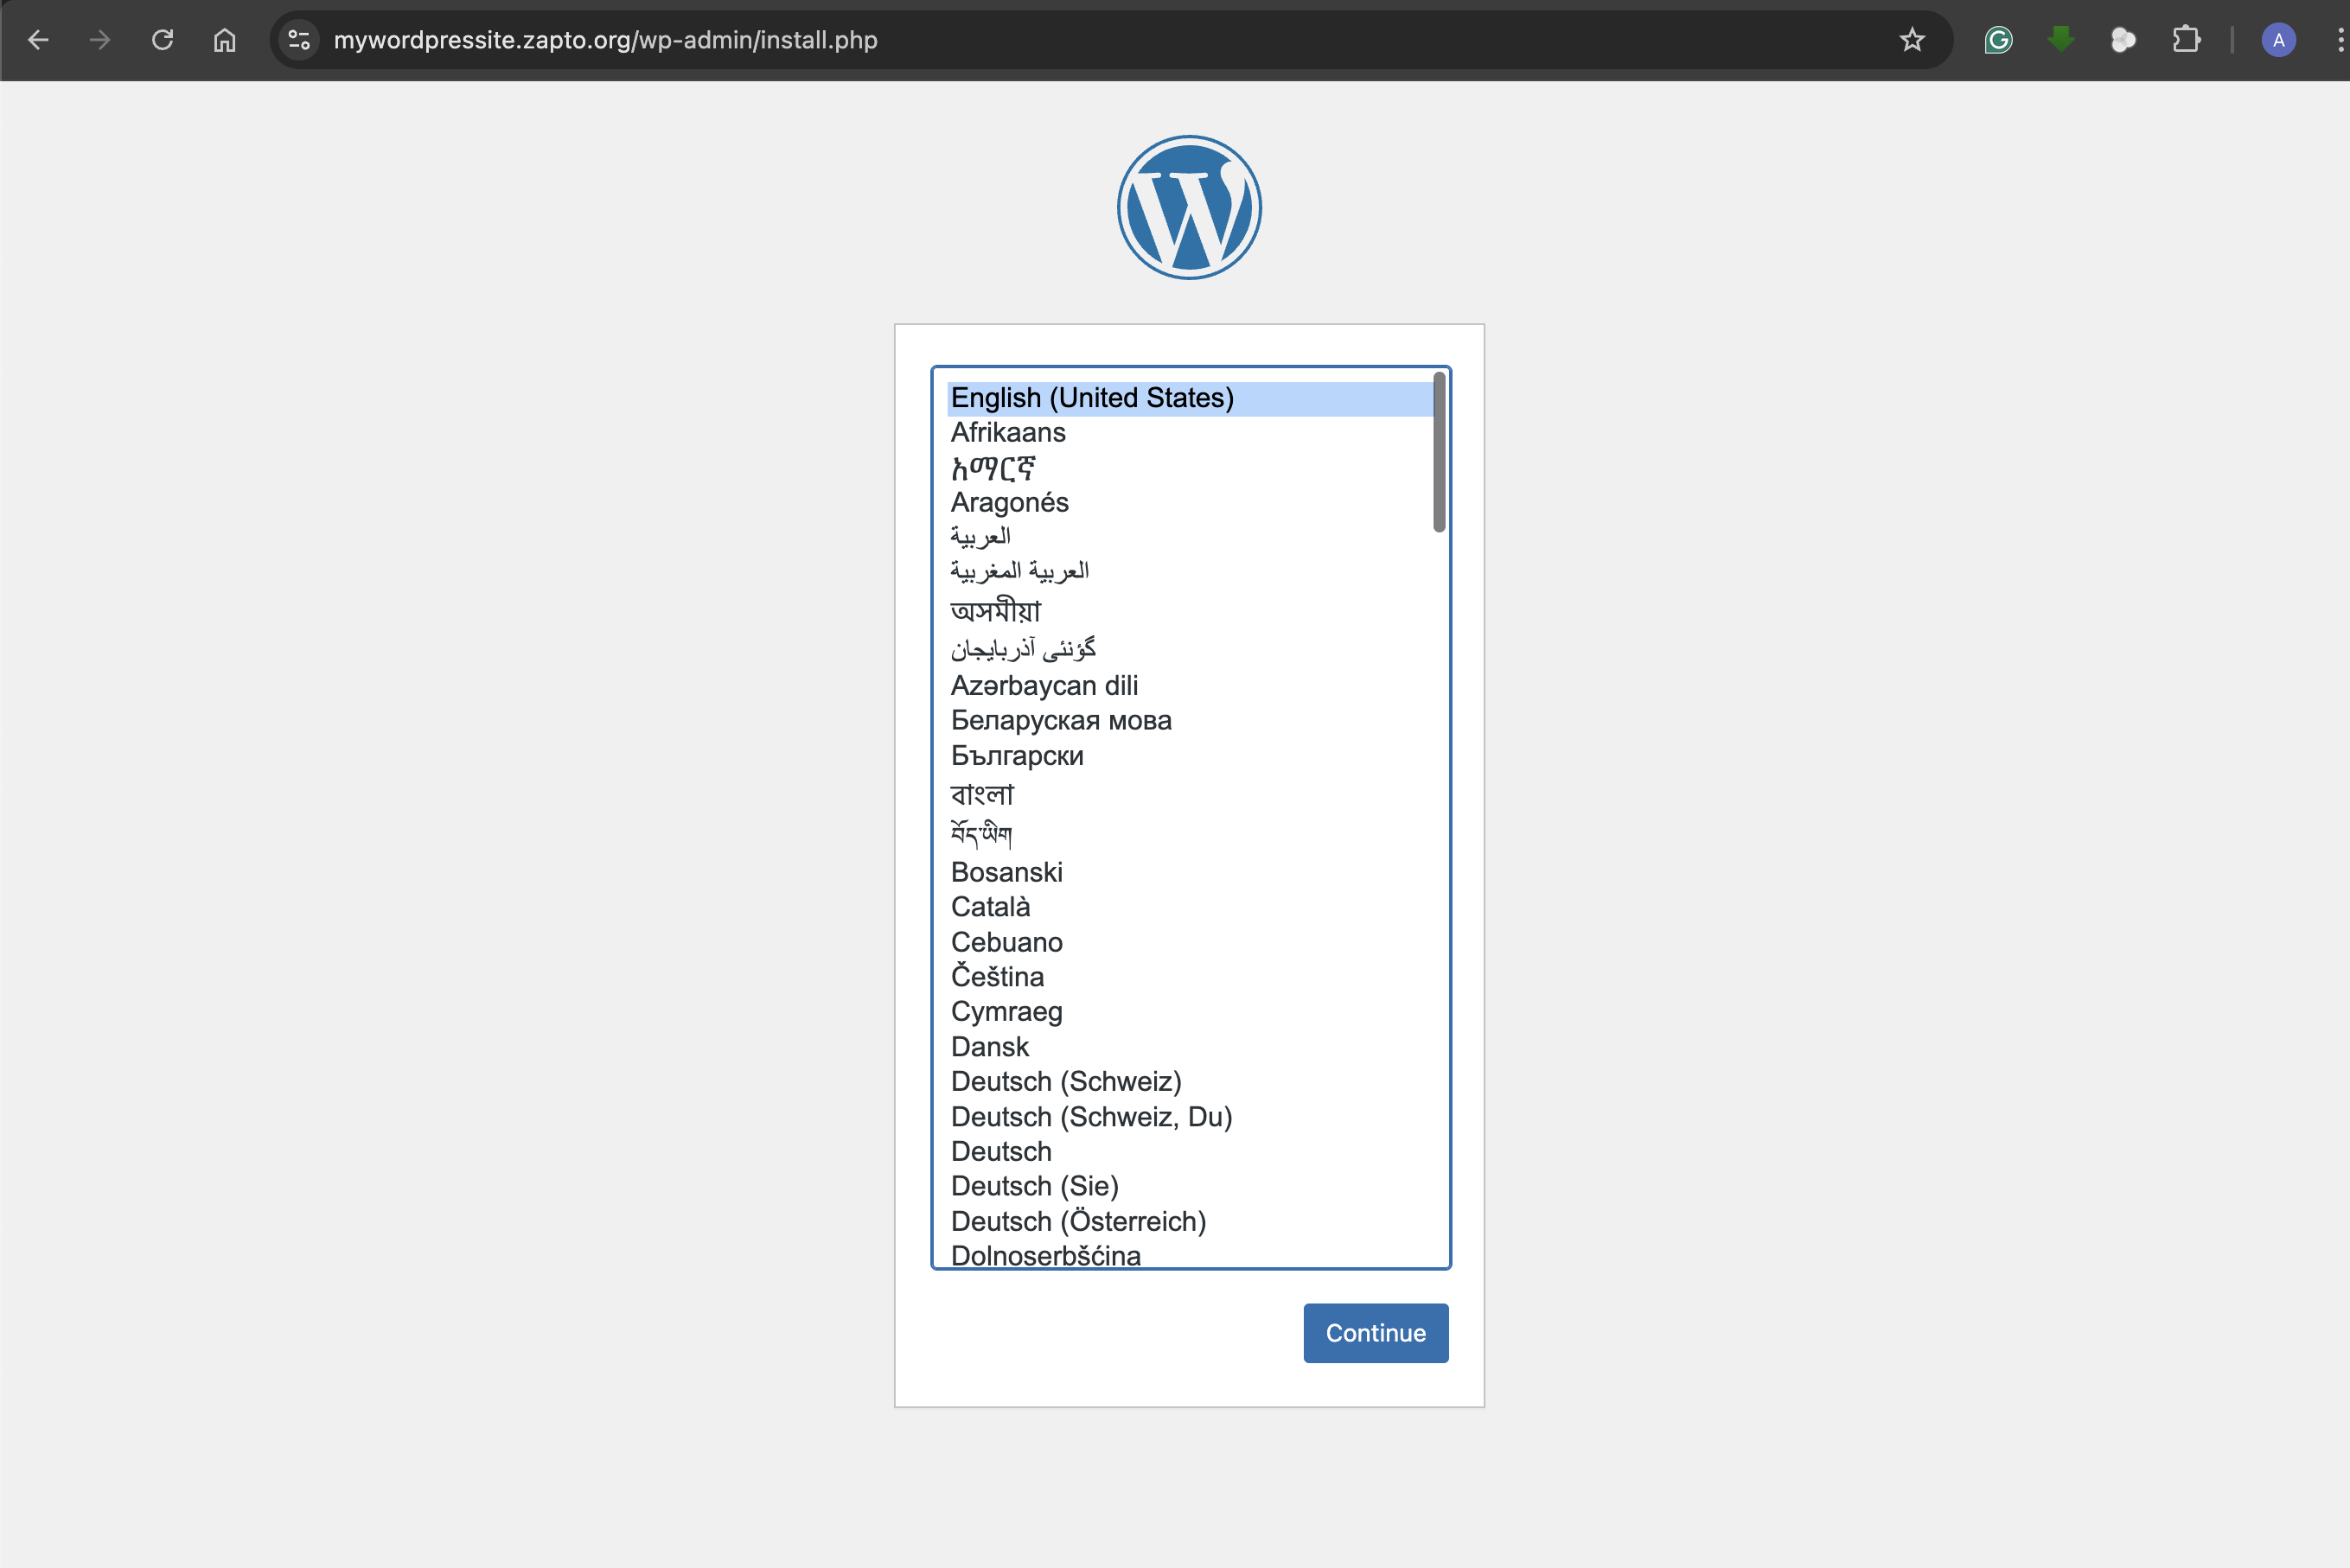 mywordpressite.zapto.org/wp-admin/install.php
A
English (United States)
Afrikaans
አማርኛ
Aragonés
العربية
العربية المغربية
অসমীয়া
گؤنئی آذربایجان
Azərbaycan dili
Беларуская мова
Български
বাংলা
བོད་ཡིག
Bosanski
Català
Cebuano
Čeština
Cymraeg
Dansk
Deutsch (Schweiz)
Deutsch (Schweiz, Du)
Deutsch
Deutsch (Sie)
Deutsch (Österreich)
Dolnoserbšćina
Continue